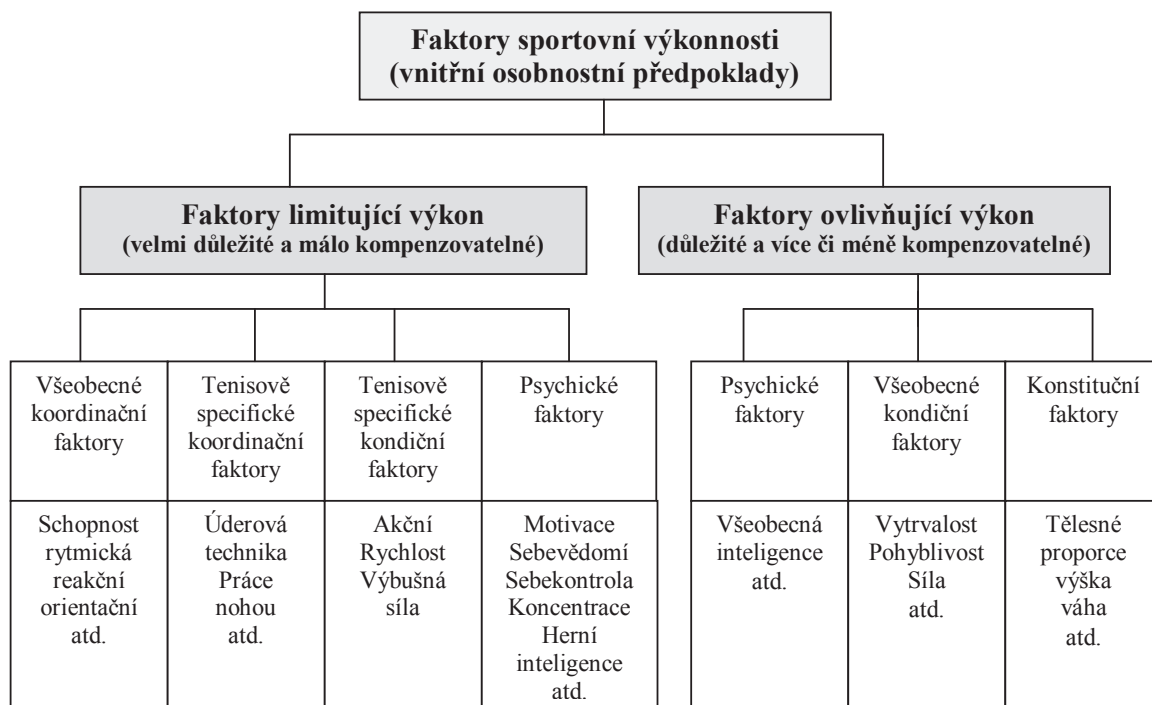 Faktory sportovní výkonnosti
(vnitřní osobnostní předpoklady)
Faktory limitující výkon
(velmi důležité a málo kompenzovatelné)
Faktory ovlivňující výkon
(důležité a více či méně kompenzovatelné)
Všeobecné
koordinační
faktory
Tenisově
specifické
koordinační
faktory
Tenisově
specifické
kondiční
faktory
Psychické
faktory
Psychické
faktory
Všeobecné
kondiční
faktory
Konstituční
faktory
Schopnost
rytmická
reakční
orientační
atd.
Úderová
technika
Práce
nohou
atd.
Akční
Rychlost
Výbušná
síla
Motivace
Sebevědomí
Sebekontrola
Koncentrace
Herní
inteligence
atd.
Všeobecná
inteligence
atd.
Vytrvalost
Pohyblivost
Síla
atd.
Tělesné
proporce
výška
váha
atd.